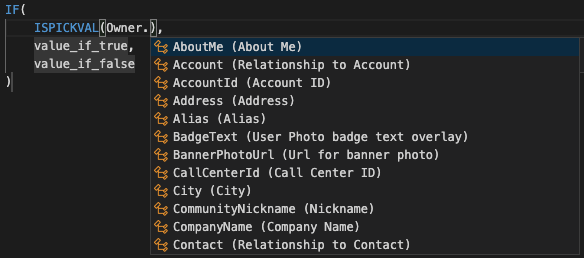 IF(
ISPICKVAL(Owner.),
value_if_true,
value_if_false
)
AboutMe (About Me)
Account (Relationship to Account)
AccountId (Account ID)
Address (Address)
Alias (Alias)
BadgeText (User Photo badge text overlay)
BannerPhotoUrl (Url for banner photo)
CallCenterId (Call Center ID)
City (City)
CommunityNickname (Nickname)
CompanyName (Company Name)
Contact (Relationship to Contact)